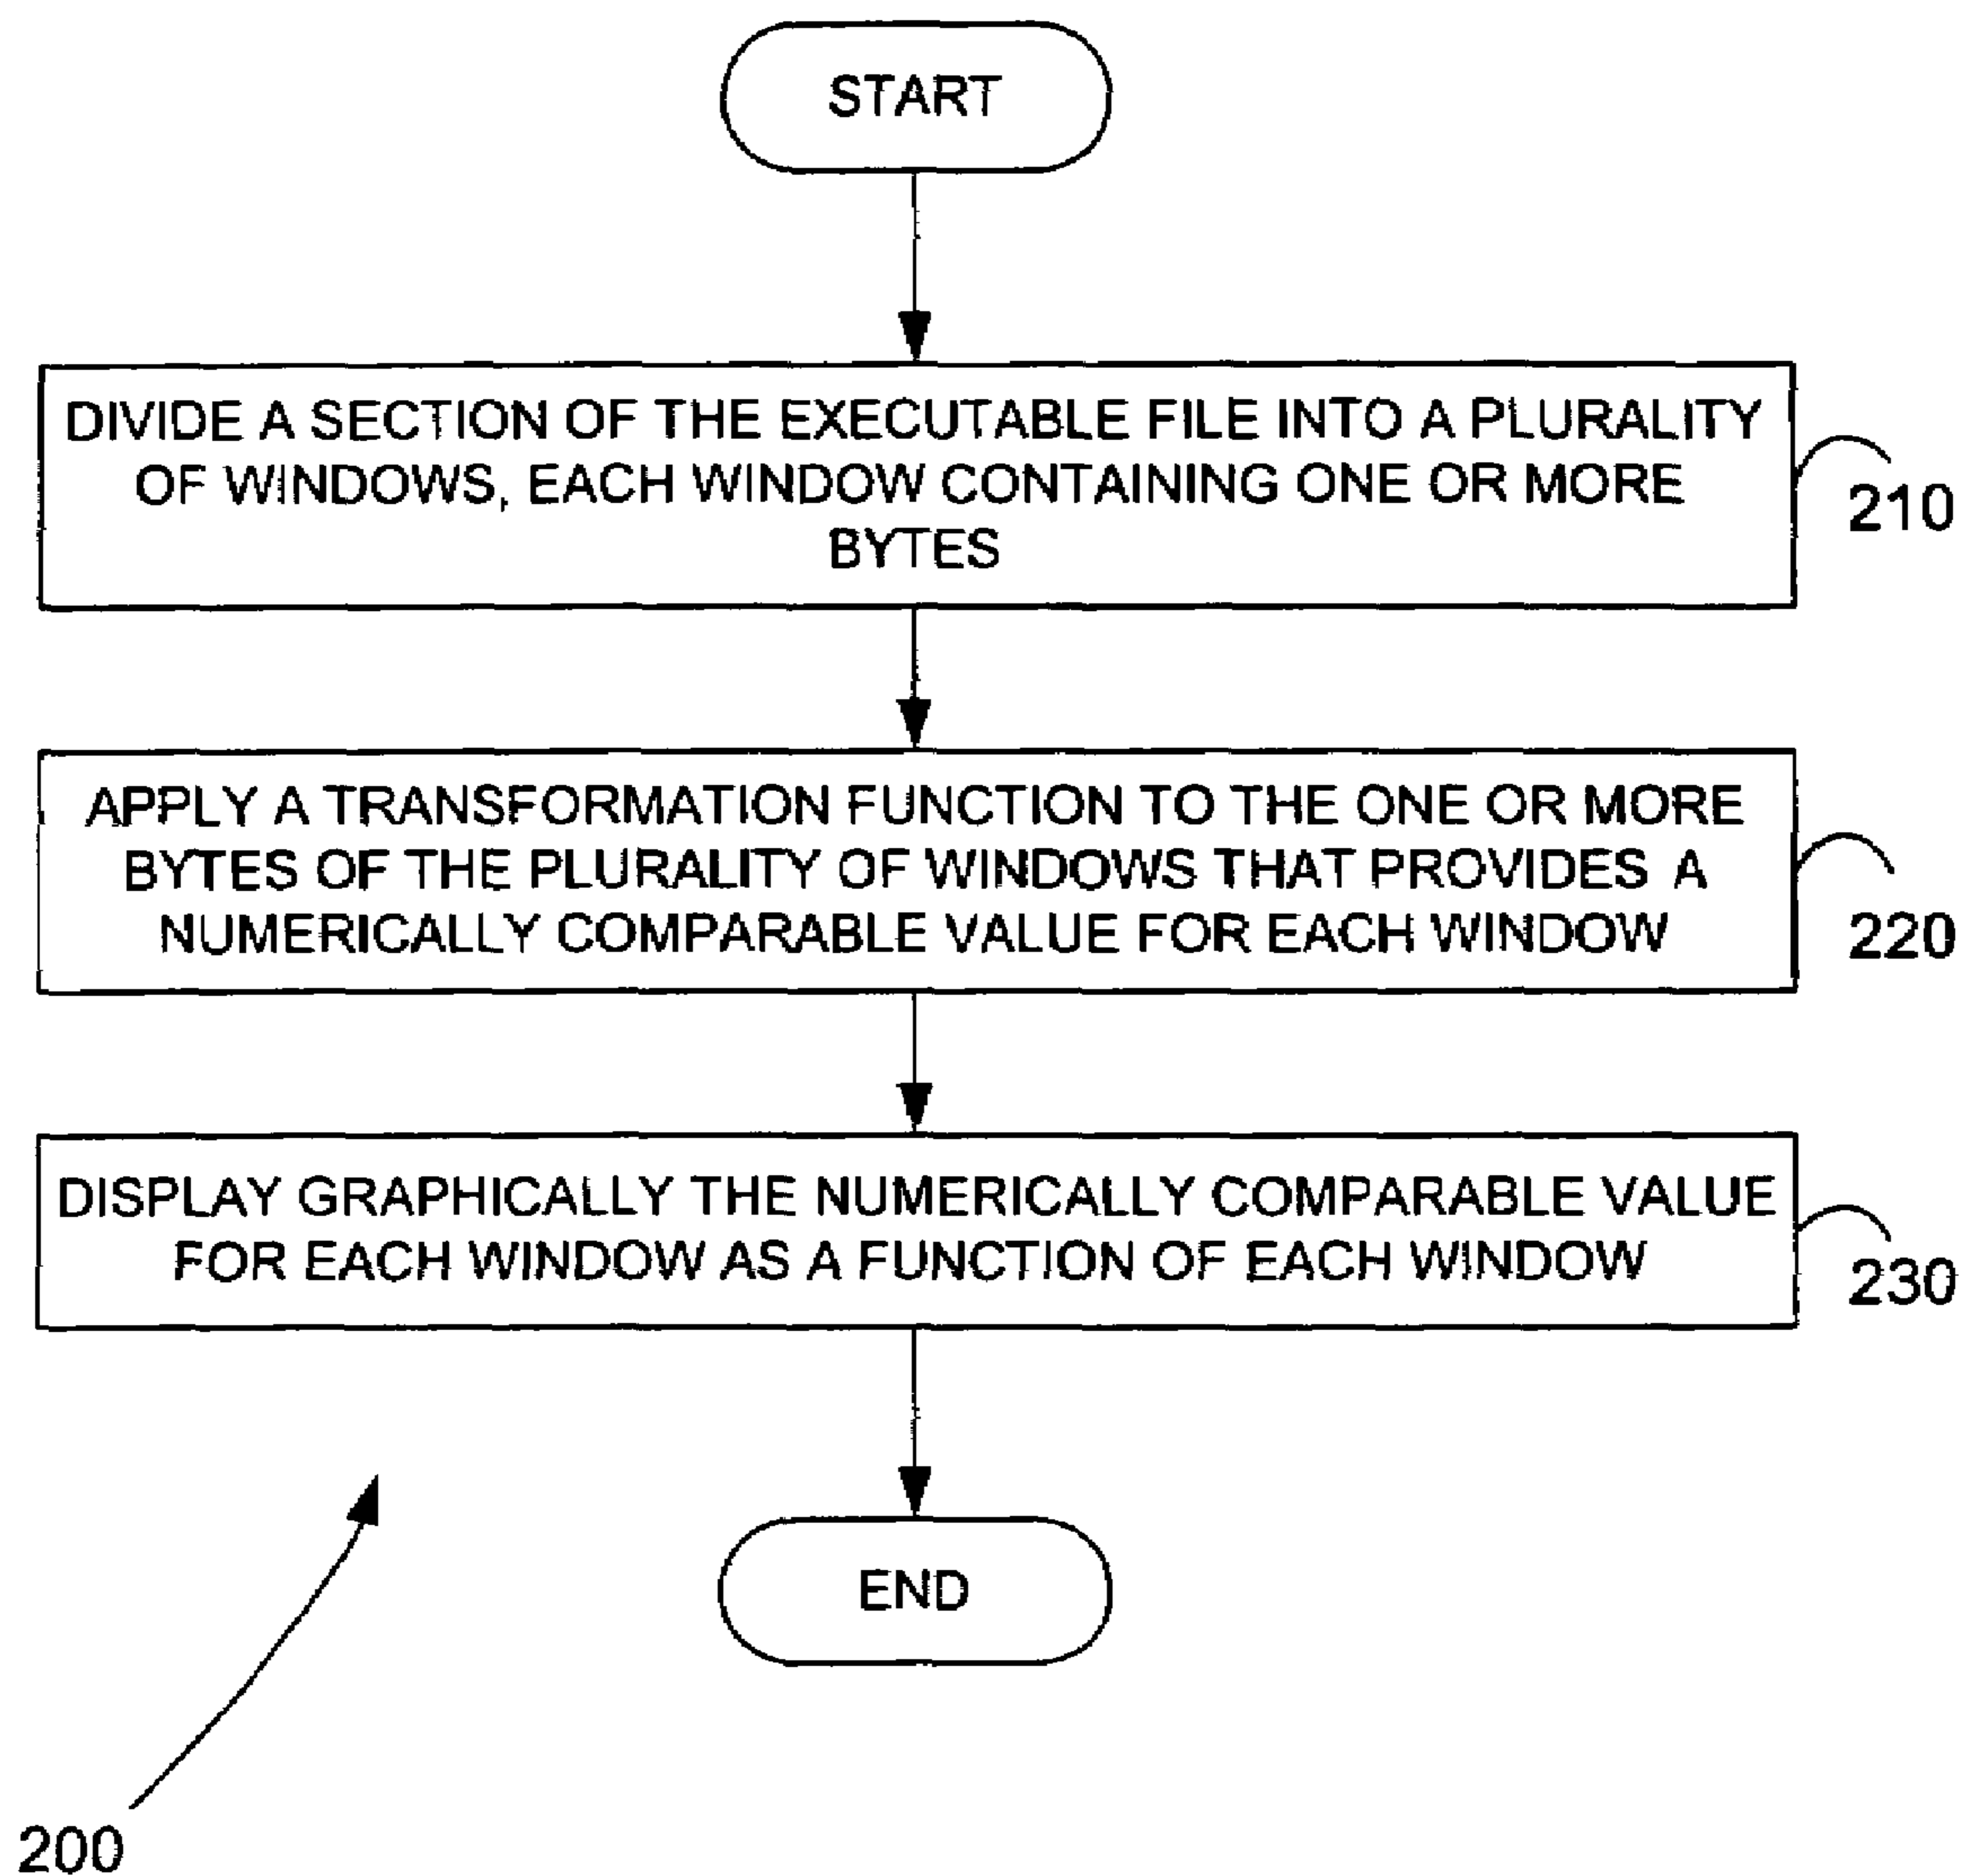 START
DIVIDE A SECTION OF THE EXECUTABLE FILE INTO A PLURALITY
OF WINDOWS, EACH WINDOW CONTAINING ONE OR MORE
BYTES
210
APPLY A TRANSFORMATION FUNCTION TO THE ONE OR MORE
BYTES OF THE PLURALITY OF WINDOWS THAT PROVIDES A
NUMERICALLY COMPARABLE VALUE FOR EACH WINDOW
220
DISPLAY GRAPHICALLY THE NUMERICALLY COMPARABLE VALUE
FOR EACH WINDOW AS A FUNCTION OF EACH WINDOW
230
END
200